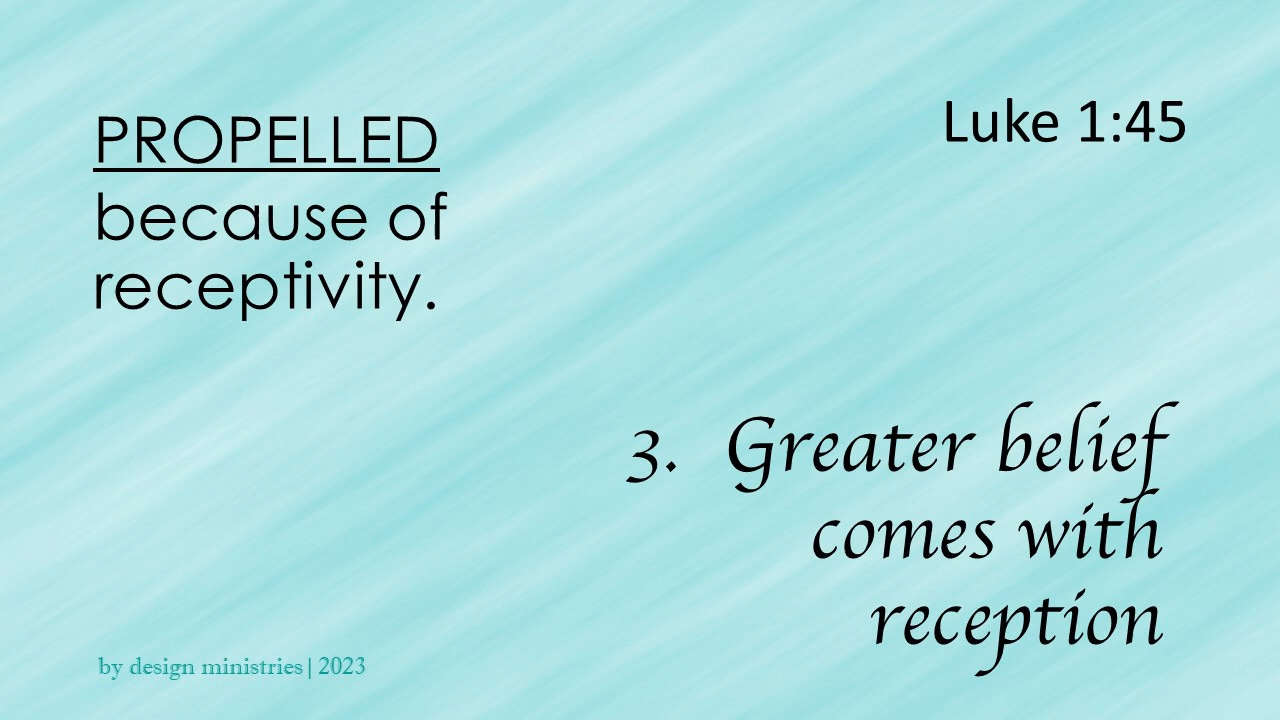 PROPELLED
because of
receptivity.
Luke 1:45
3. Greater belief
comes with
reception
by design ministries|2023